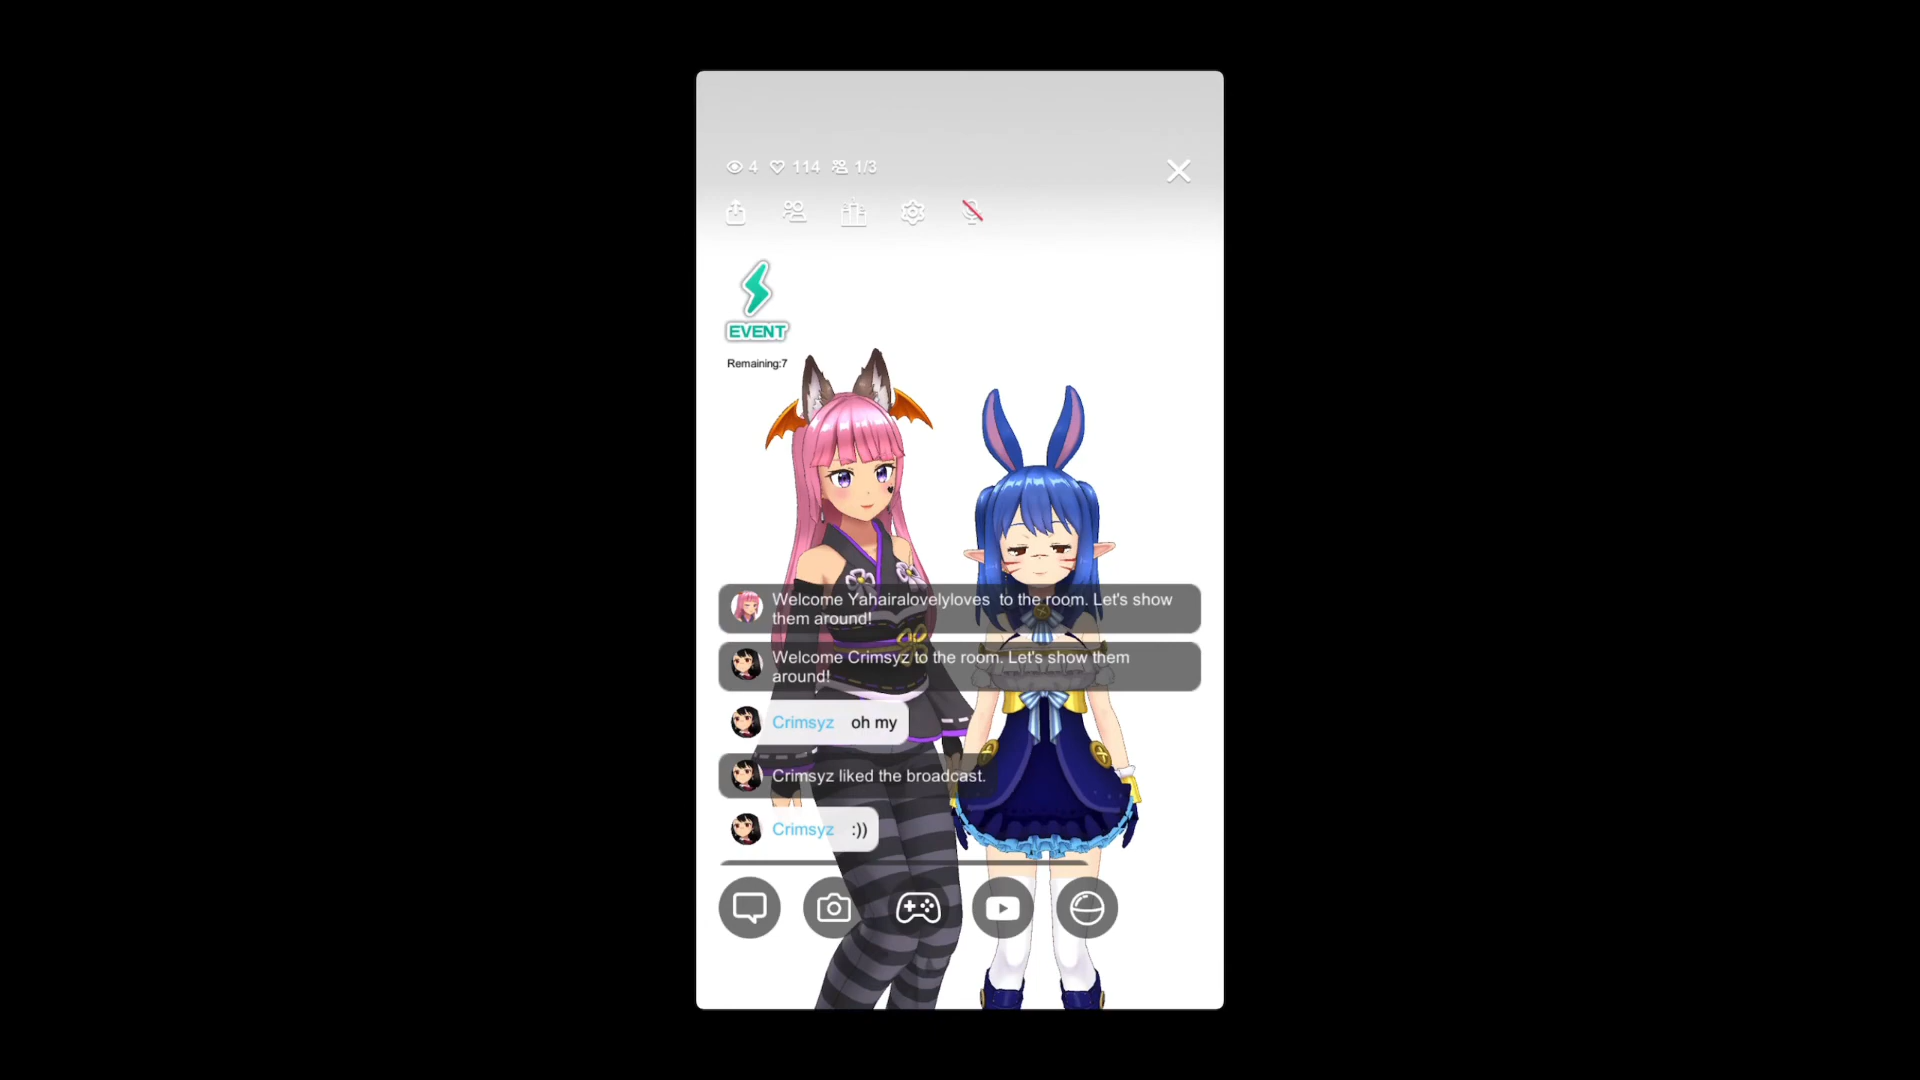 4 114 1/3
EVENT
Remaining:7
Welcome Yahairalovelyloves to the room. Let's show
them around!
Welcome Crimsyz to the room. Let's show them
around!
Crimsyz oh my
Crimsyz liked the broadcast.
Crimsyz :))